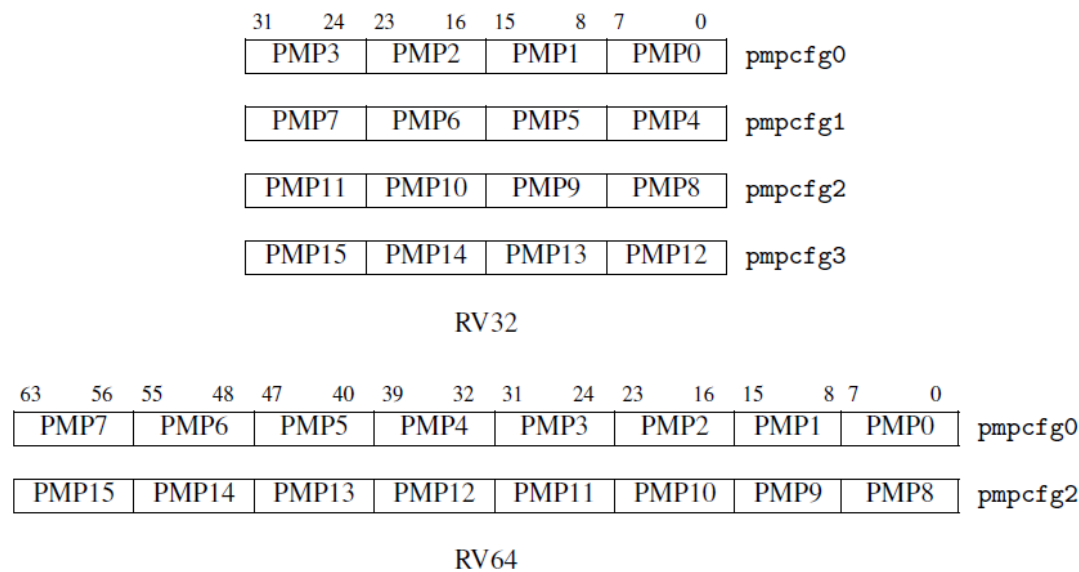 31 24 23 16 15 8 7 0
PMP3 PMP2 PMP1 PMP0 pmpcfg0
PMP7 PMP6 PMP5 PMP4 pmpcfg1
PMP11 PMP10 PMP9 PMP8 pmpcfg2
PMP15 PMP14 PMP13 PMP12 pmpcfg3
RV32
63 56 55 48 47 40 39 32 31 24 23 16 15 8 7 0
PMP7 PMP6 PMP5 PMP4 PMP3 PMP2 PMP1 PMP0 pmpcfg0
PMP15 PMP14 PMP13 PMP12 PMP11 PMP10 PMP9 PMP8 pmpcfg2
RV64